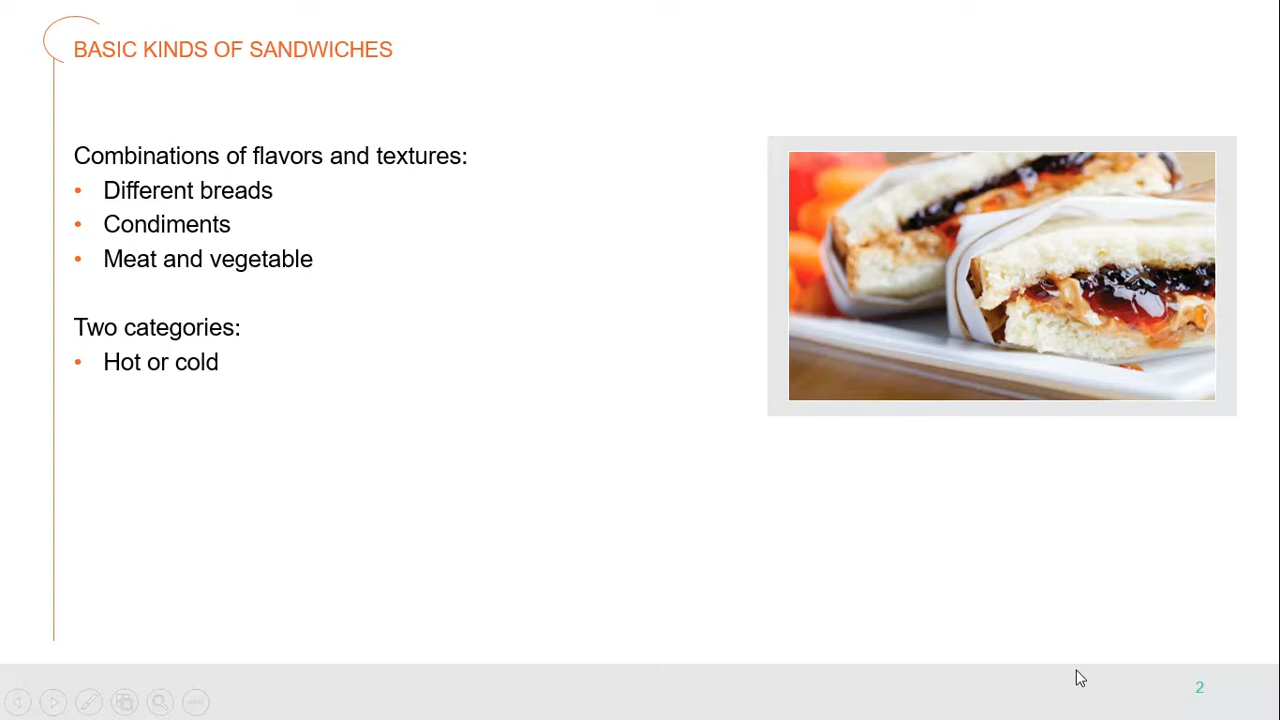 BASIC KINDS OF SANDWICHES
Combinations of flavors and textures:
• Different breads
• Condiments
• Meat and vegetable
Two categories:
• Hot or cold
2